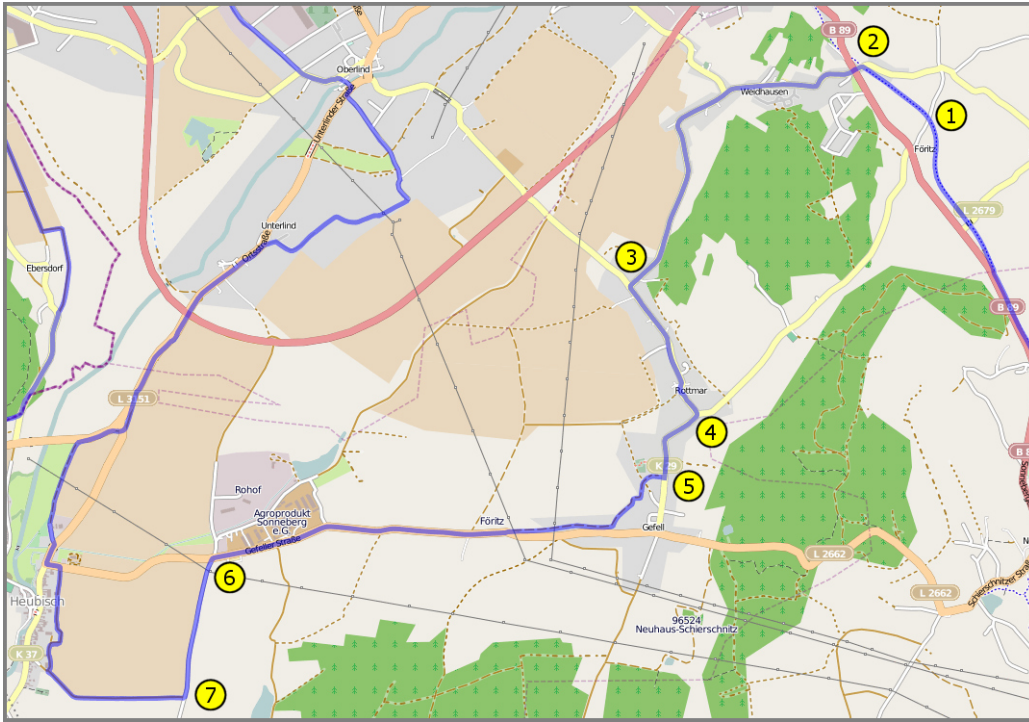 B 89
2
Oberlind
Weidhausen
Unterlinder Straße
1
Föritz
L 2679
Unterlind
Ortstraße
3
Ebersdorf
B 89
Rottmar
L 3151
4
K 29
5
Rohof
Agroprodukt
Sonneberg
e.G.
Föritz
Gefell
Gefeller Straße
L 2662
6
L 2662
Heubisch
96524
Neuhaus-Schierschnitz
K 37
7